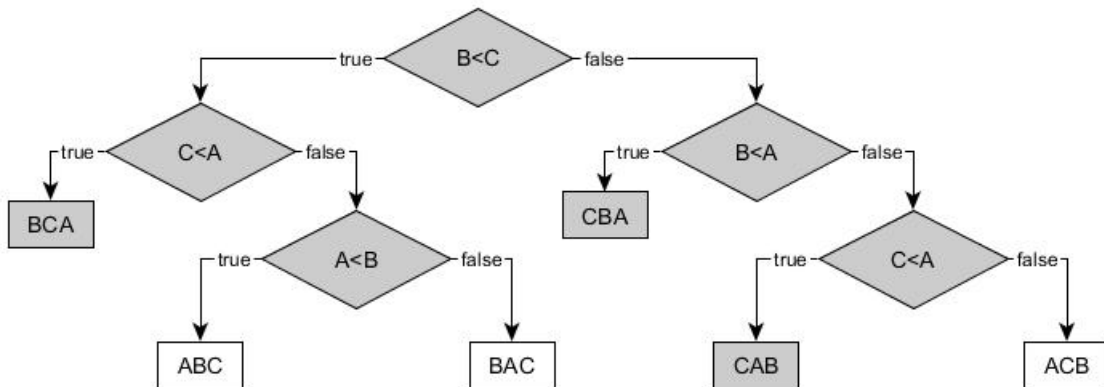 B<C
true
false
C<A
B<A
true
false
true
false
BCA
CBA
A<B
C<A
true
false
true
false
ABC
BAC
CAB
ACB